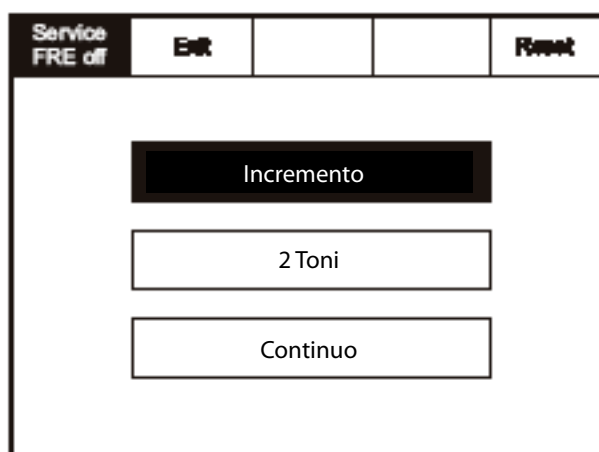 Service
FRE off
Exit
Reset
Incremento
2 Toni
Continuo